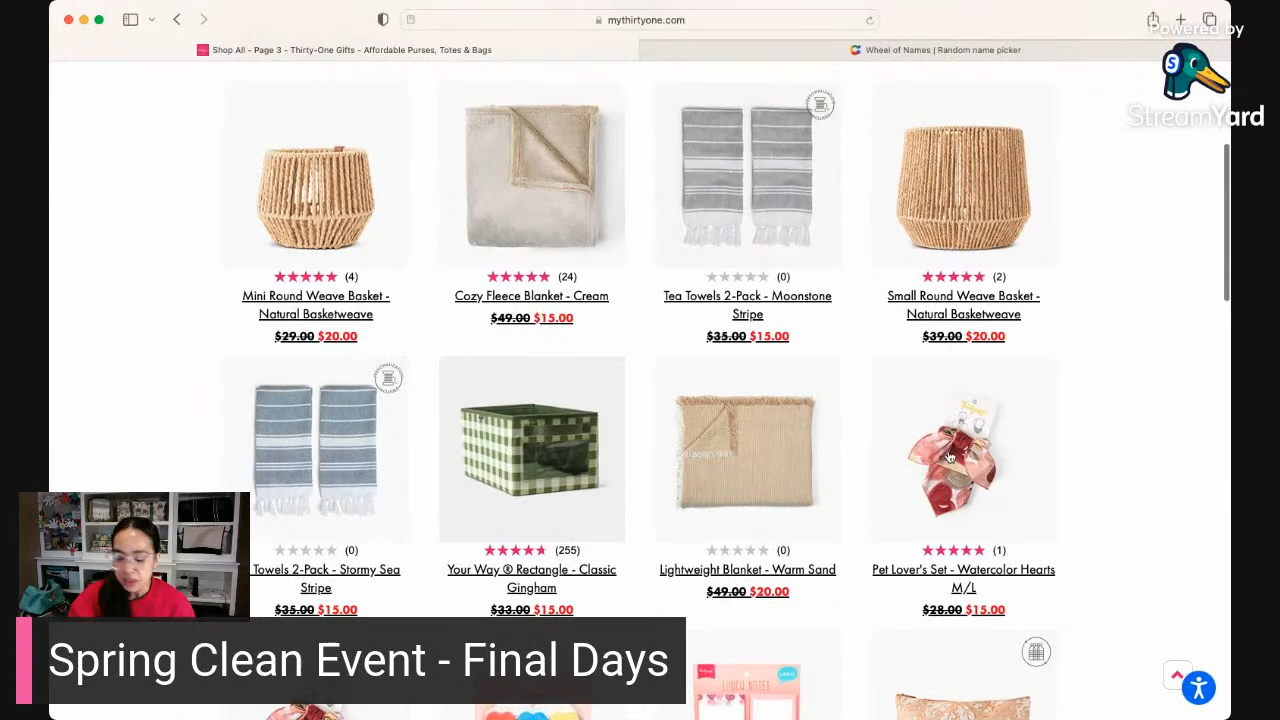 mythirtyone.com
Powered by
StreamYard
Shop All - Page 3 - Thirty-One Gifts - Affordable Purses, Totes & Bags
Wheel of Names | Random name picker
(4)
(24)
(0)
(2)
Mini Round Weave Basket -
Natural Basketweave
$29.00 $20.00
Cozy Fleece Blanket - Cream
$49.00 $15.00
Tea Towels 2-Pack - Moonstone
Stripe
$35.00 $15.00
Small Round Weave Basket -
Natural Basketweave
$39.00 $20.00
(0)
(255)
(0)
(1)
Towels 2-Pack - Stormy Sea
Stripe
$35.00 $15.00
Your Way ® Rectangle - Classic
Gingham
$33.00 $15.00
Lightweight Blanket - Warm Sand
$49.00 $20.00
Pet Lover's Set - Watercolor Hearts
M/L
$28.00 $15.00
LUNCH NOTES
Spring Clean Event - Final Days